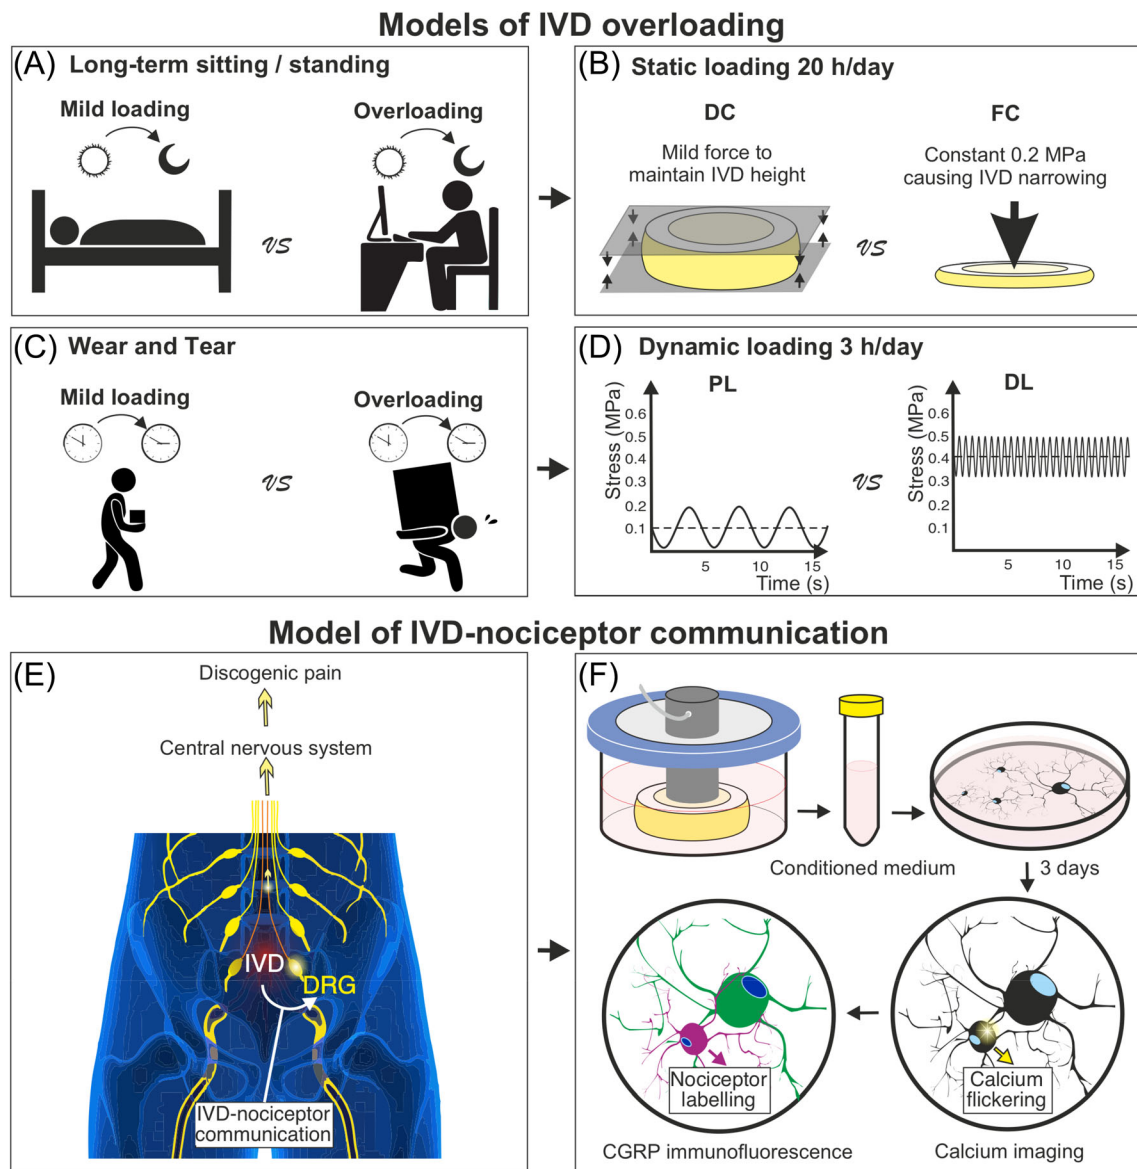 Models of IVD overloading
(A) Long-term sitting / standing
Mild loading
Overloading
vs
(B) Static loading 20 h/day
DC
Mild force to
maintain IVD height
vs
FC
Constant 0.2 MPa
causing IVD narrowing
(C) Wear and Tear
Mild loading
Overloading
vs
(D) Dynamic loading 3 h/day
PL
Stress (MPa)
0.6
0.5
0.4
0.3
0.2
0.1
5
10
15
Time (s)
vs
DL
Stress (MPa)
0.6
0.5
0.4
0.3
0.2
0.1
5
10
15
Time (s)
Model of IVD-nociceptor communication
(E)
Discogenic pain
Central nervous system
IVD
DRG
IVD-nociceptor
communication
(F)
Conditioned medium
3 days
Nociceptor
labelling
CGRP immunofluorescence
Calcium
flickering
Calcium imaging